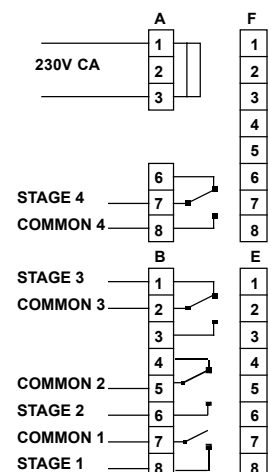 A F
1 1
230V CA
2 2
3 3
4
5
6 6
STAGE 4 7 7
COMMON 4 8 8
B E
STAGE 3 1 1
COMMON 3 2 2
3 3
4 4
COMMON 2 5 5
STAGE 2 6 6
COMMON 1 7 7
STAGE 1 8 8